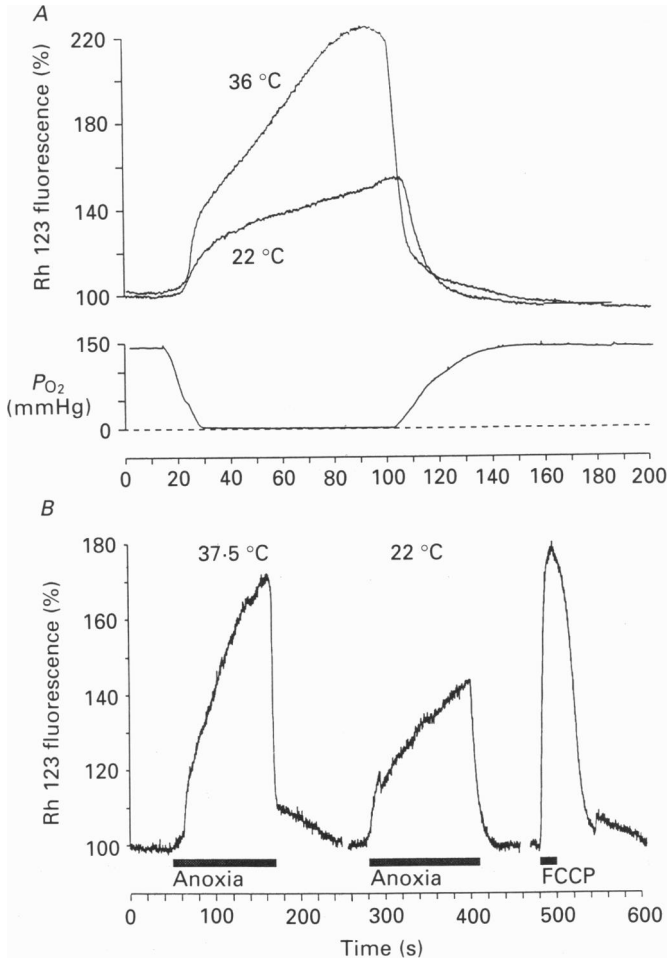 A
Rh 123 fluorescence (%)
220
180
140
100
36 °C
22 °C
PO2
(mmHg)
150
0
0 20 40 60 80 100 120 140 160 180 200
B
Rh 123 fluorescence (%)
180
160
140
120
100
37·5 °C
22 °C
Anoxia
Anoxia
FCCP
0 100 200 300 400 500 600
Time (s)